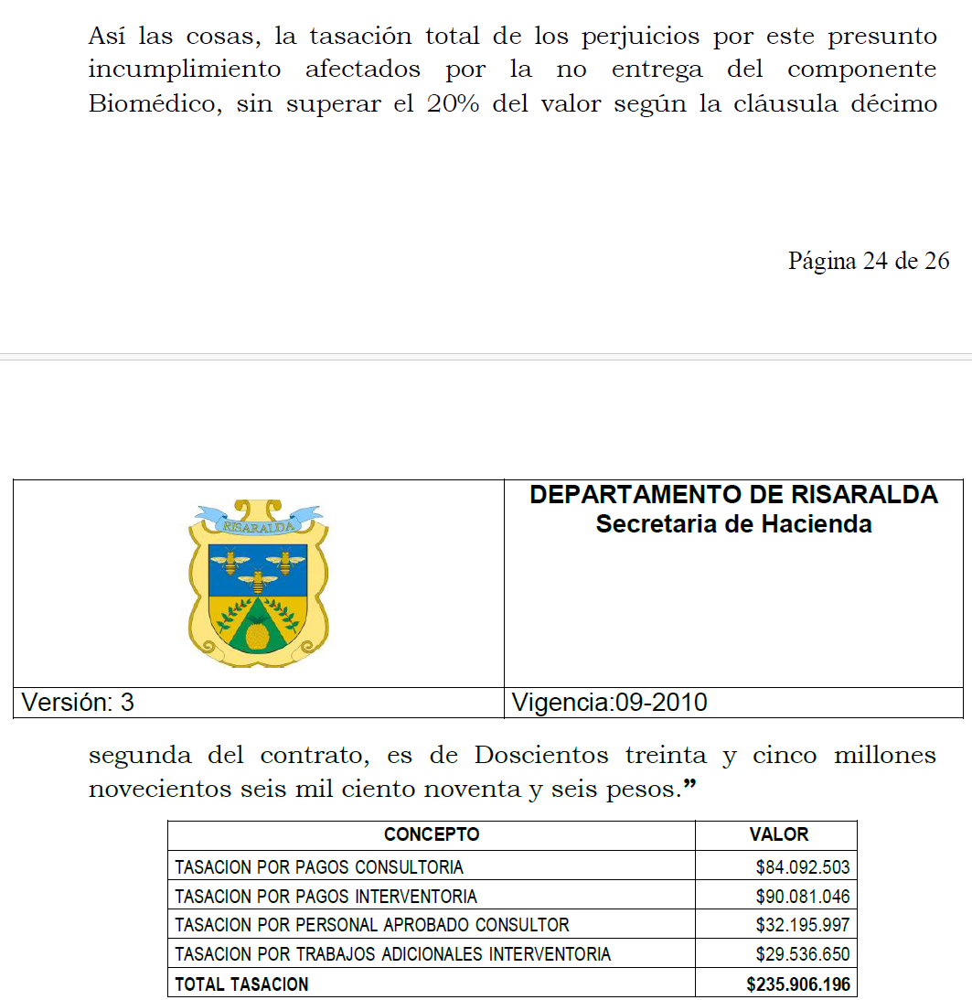 Así las cosas, la tasación total de los perjuicios por este presunto
incumplimiento afectados por la no entrega del componente
Biomédico, sin superar el 20% del valor según la cláusula décimo
Página 24 de 26
RISARALDA
DEPARTAMENTO DE RISARALDA
Secretaria de Hacienda
Versión: 3 Vigencia:09-2010
segunda del contrato, es de Doscientos treinta y cinco millones
novecientos seis mil ciento noventa y seis pesos.”
CONCEPTO VALOR
TASACION POR PAGOS CONSULTORIA $84.092.503
TASACION POR PAGOS INTERVENTORIA $90.081.046
TASACION POR PERSONAL APROBADO CONSULTOR $32.195.997
TASACION POR TRABAJOS ADICIONALES INTERVENTORIA $29.536.650
TOTAL TASACION $235.906.196